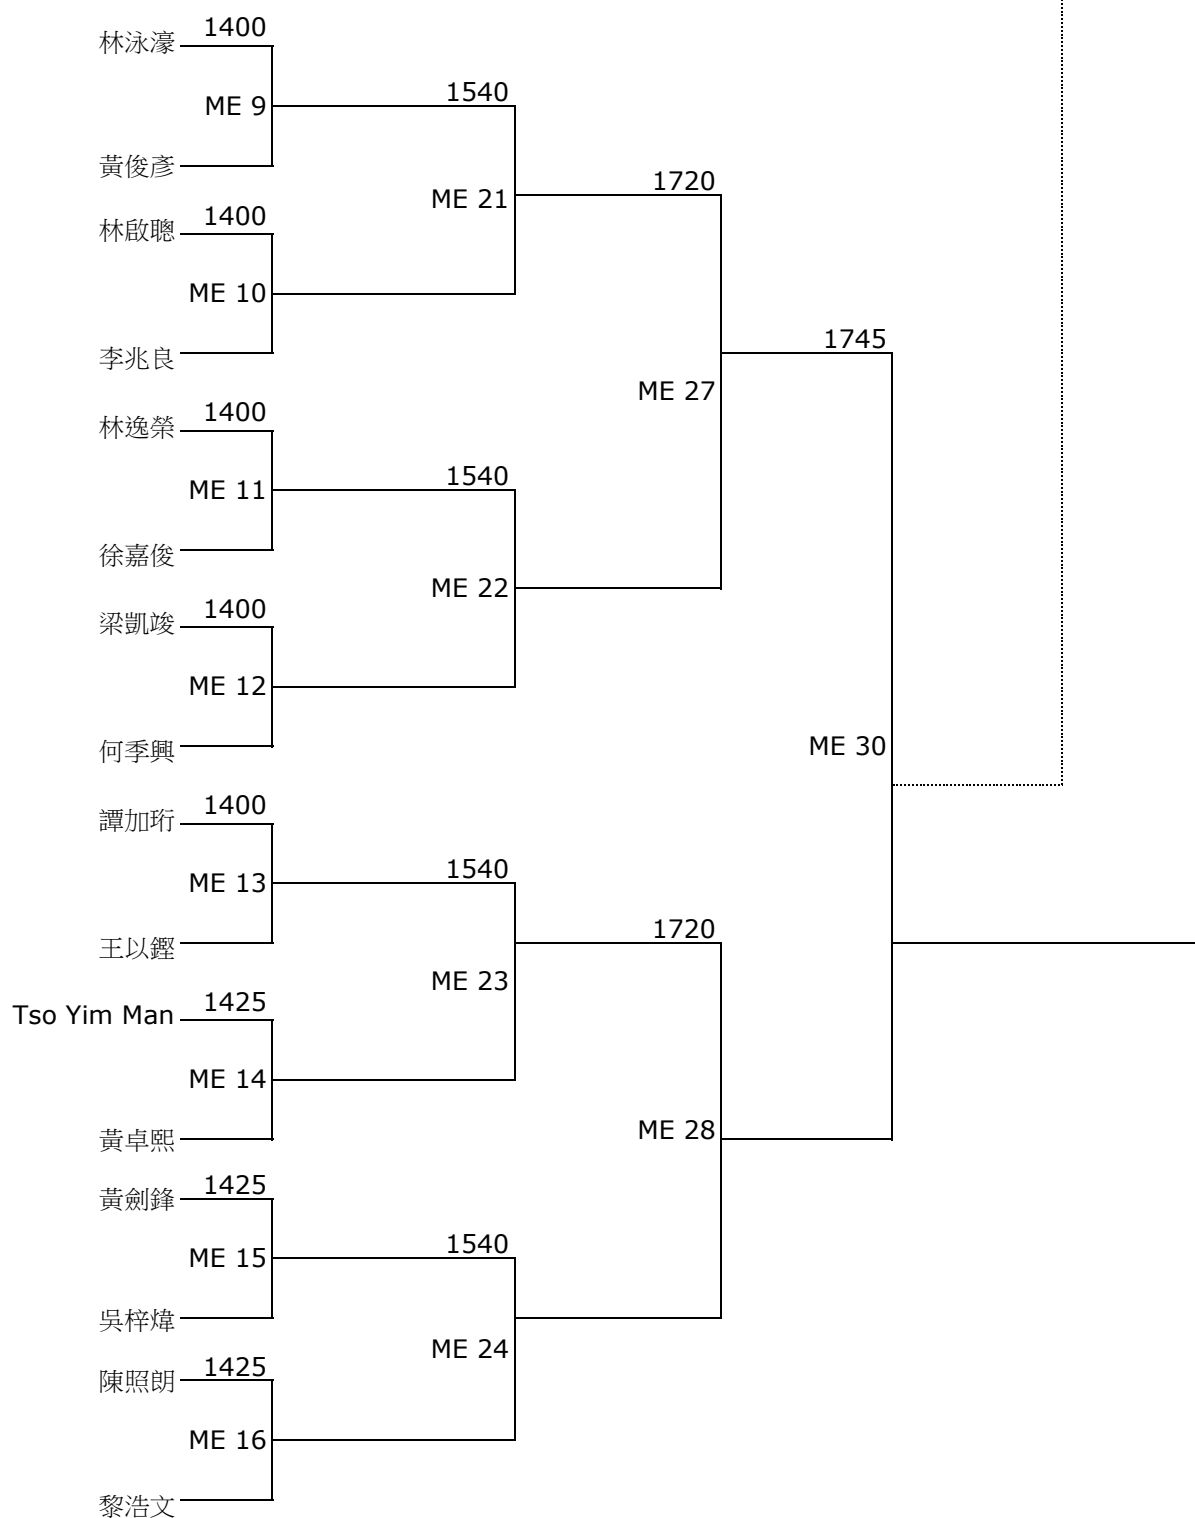 1400
林泳濠
1540
ME 9
黃俊彥
1720
ME 21
1400
林啟聰
ME 10
1745
李兆良
ME 27
1400
林逸榮
1540
ME 11
徐嘉俊
ME 22
1400
梁凱竣
ME 12
ME 30
何季興
1400
譚加珩
1540
ME 13
1720
王以鏗
ME 23
1425
Tso Yim Man
ME 14
ME 28
黃卓熙
1425
黃劍鋒
1540
ME 15
吳梓煒
ME 24
1425
陳照朗
ME 16
黎浩文